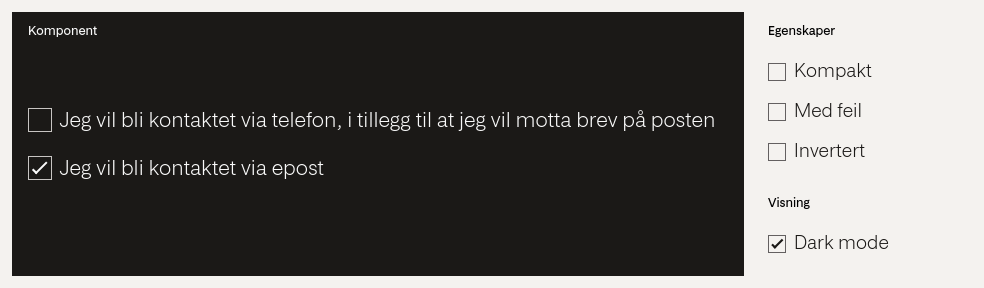 Komponent
Jeg vil bli kontaktet via telefon, i tillegg til at jeg vil motta brev på posten
Jeg vil bli kontaktet via epost
Egenskaper
Kompakt
Med feil
Invertert
Visning
Dark mode